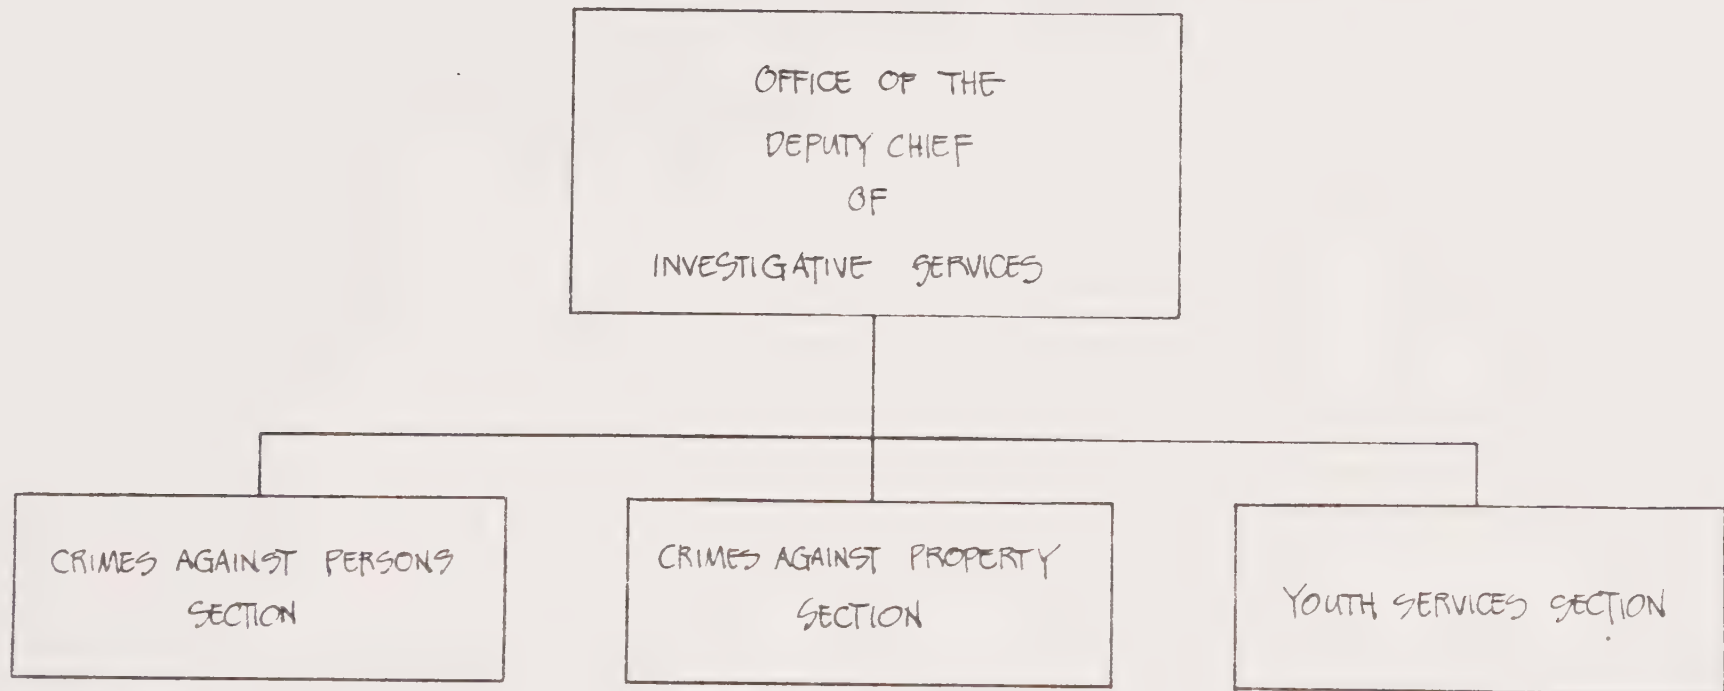 OFFICE OF THE
DEPUTY CHIEF
OF
INVESTIGATIVE SERVICES
CRIMES AGAINST PERSONS
SECTION
CRIMES AGAINST PROPERTY
SECTION
YOUTH SERVICES SECTION